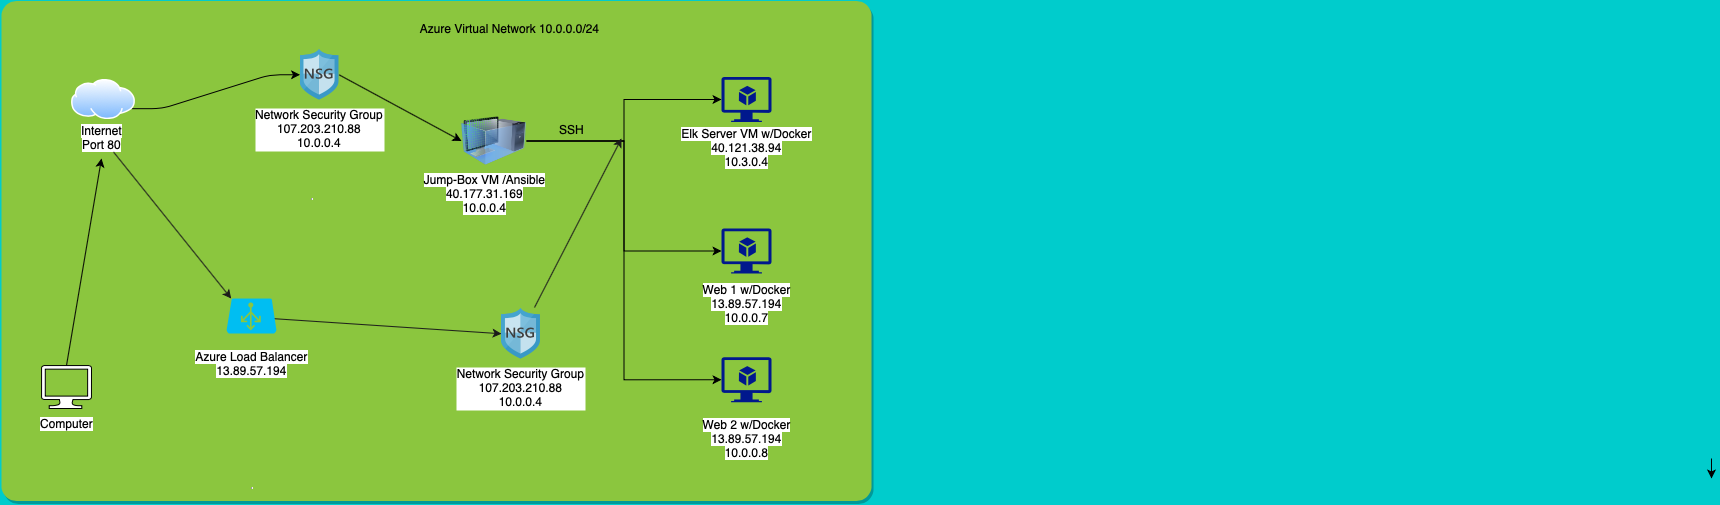 Azure Virtual Network 10.0.0.0/24
NSG
Network Security Group
107.203.210.88
10.0.0.4
Internet
Port 80
SSH
Jump-Box VM /Ansible
40.177.31.169
10.0.0.4
Elk Server VM w/Docker
40.121.38.94
10.3.0.4
Web 1 w/Docker
13.89.57.194
10.0.0.7
Azure Load Balancer
13.89.57.194
NSG
Network Security Group
107.203.210.88
10.0.0.4
Computer
Web 2 w/Docker
13.89.57.194
10.0.0.8